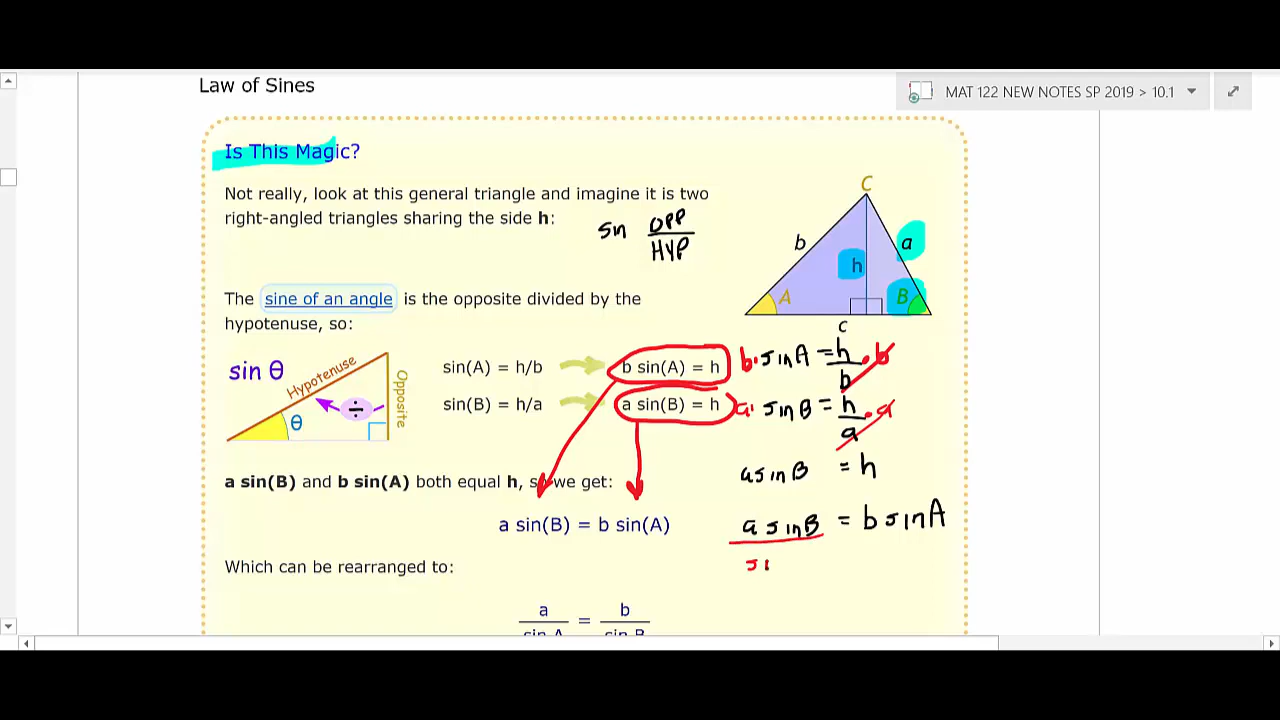 Law of Sines
MAT 122 NEW NOTES SP 2019 > 10.1
Is This Magic?
Not really, look at this general triangle and imagine it is two
right-angled triangles sharing the side h:
sin OPP
HYP
C
b
a
h
A
B
c
The sine of an angle is the opposite divided by the
hypotenuse, so:
sin θ
Hypotenuse
Opposite
÷
θ
sin(A) = h/b
b sin(A) = h
sin(B) = h/a
a sin(B) = h
b· sin A = h · b
b
a· sin B = h · a
a
a sin B = h
a sin(B) and b sin(A) both equal h, so we get:
a sin(B) = b sin(A)
a sin B = b sin A
si
Which can be rearranged to:
a = b
sin A sin B